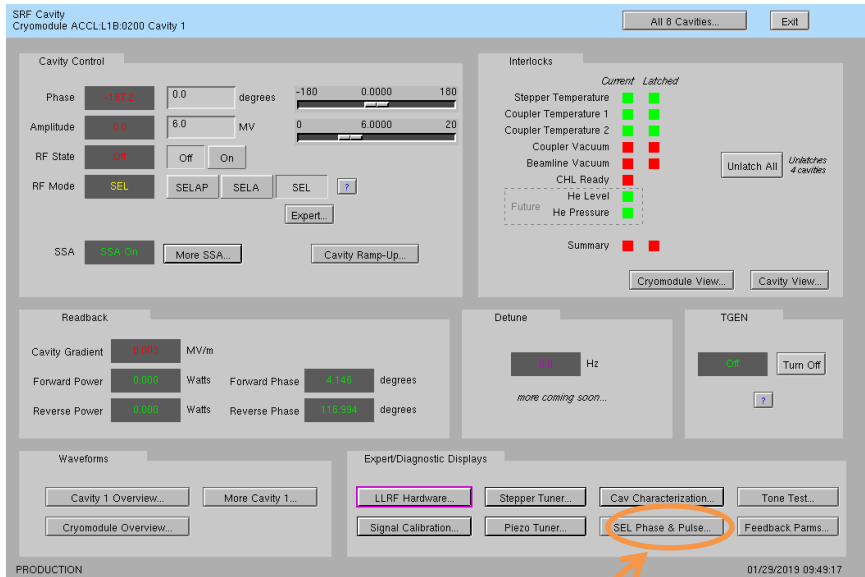 SRF Cavity
Cryomodule ACCL:L1B:0200 Cavity 1
All 8 Cavities...
Exit
Cavity Control
Phase
0.0
degrees
-180 0.0000 180
Amplitude
0.0
6.0
MV
0 6.0000 20
RF State
Off
Off
On
RF Mode
SEL
SELAP
SELA
SEL
?
Expert...
SSA
SSA On
More SSA...
Cavity Ramp-Up...
Interlocks
Current Latched
Stepper Temperature
Coupler Temperature 1
Coupler Temperature 2
Coupler Vacuum
Beamline Vacuum
CHL Ready
Future
He Level
He Pressure
Summary
Unlatch All
Unlatches
4 cavities
Cryomodule View...
Cavity View...
Readback
Cavity Gradient 0.000 MV/m
Forward Power 0.000 Watts Forward Phase 4.146 degrees
Reverse Power 0.000 Watts Reverse Phase 116.994 degrees
Detune
0.0 Hz
more coming soon...
TGEN
Off
Turn Off
?
Waveforms
Cavity 1 Overview...
More Cavity 1...
Cryomodule Overview...
Expert/Diagnostic Displays
LLRF Hardware...
Stepper Tuner...
Cav Characterization...
Tone Test...
Signal Calibration...
Piezo Tuner...
SEL Phase & Pulse...
Feedback Parms...
PRODUCTION
01/29/2019 09:49:17